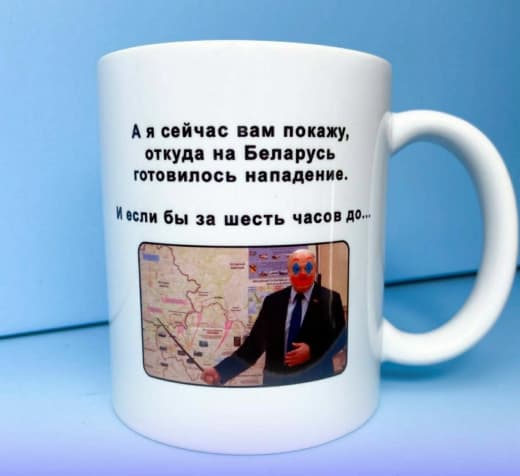 А я сейчас вам покажу,
откуда на Беларусь
готовилось нападение.
И если бы за шесть часов до...